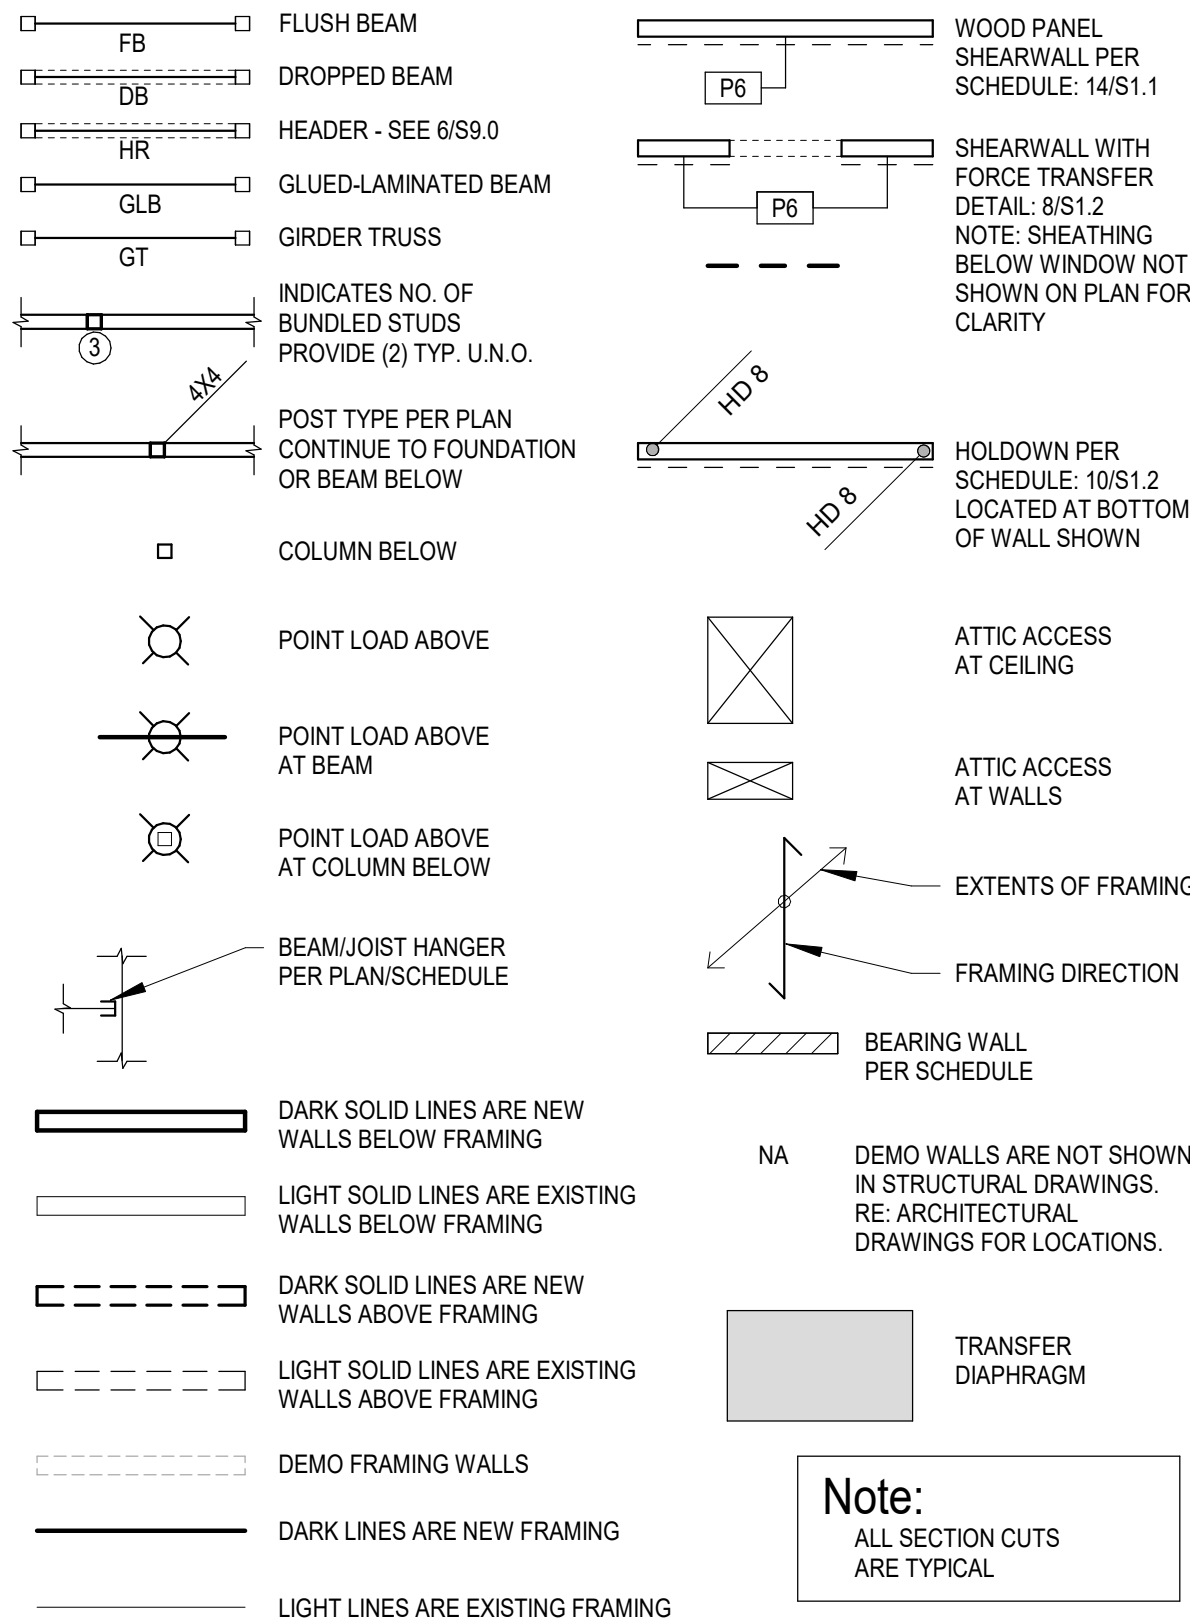 FB
FLUSH BEAM
DB
DROPPED BEAM
HR
HEADER - SEE 6/S9.0
GLB
GLUED-LAMINATED BEAM
GT
GIRDER TRUSS
3
INDICATES NO. OF
BUNDLED STUDS
PROVIDE (2) TYP. U.N.O.
4X4
POST TYPE PER PLAN
CONTINUE TO FOUNDATION
OR BEAM BELOW
COLUMN BELOW
POINT LOAD ABOVE
POINT LOAD ABOVE
AT BEAM
POINT LOAD ABOVE
AT COLUMN BELOW
BEAM/JOIST HANGER
PER PLAN/SCHEDULE
DARK SOLID LINES ARE NEW
WALLS BELOW FRAMING
LIGHT SOLID LINES ARE EXISTING
WALLS BELOW FRAMING
DARK SOLID LINES ARE NEW
WALLS ABOVE FRAMING
LIGHT SOLID LINES ARE EXISTING
WALLS ABOVE FRAMING
DEMO FRAMING WALLS
DARK LINES ARE NEW FRAMING
LIGHT LINES ARE EXISTING FRAMING
P6
WOOD PANEL
SHEARWALL PER
SCHEDULE: 14/S1.1
P6
SHEARWALL WITH
FORCE TRANSFER
DETAIL: 8/S1.2
NOTE: SHEATHING
BELOW WINDOW NOT
SHOWN ON PLAN FOR
CLARITY
HD 8
HD 8
HOLDOWN PER
SCHEDULE: 10/S1.2
LOCATED AT BOTTOM
OF WALL SHOWN
ATTIC ACCESS
AT CEILING
ATTIC ACCESS
AT WALLS
EXTENTS OF FRAMING
FRAMING DIRECTION
BEARING WALL
PER SCHEDULE
NA
DEMO WALLS ARE NOT SHOWN
IN STRUCTURAL DRAWINGS.
RE: ARCHITECTURAL
DRAWINGS FOR LOCATIONS.
TRANSFER
DIAPHRAGM
Note:
ALL SECTION CUTS
ARE TYPICAL